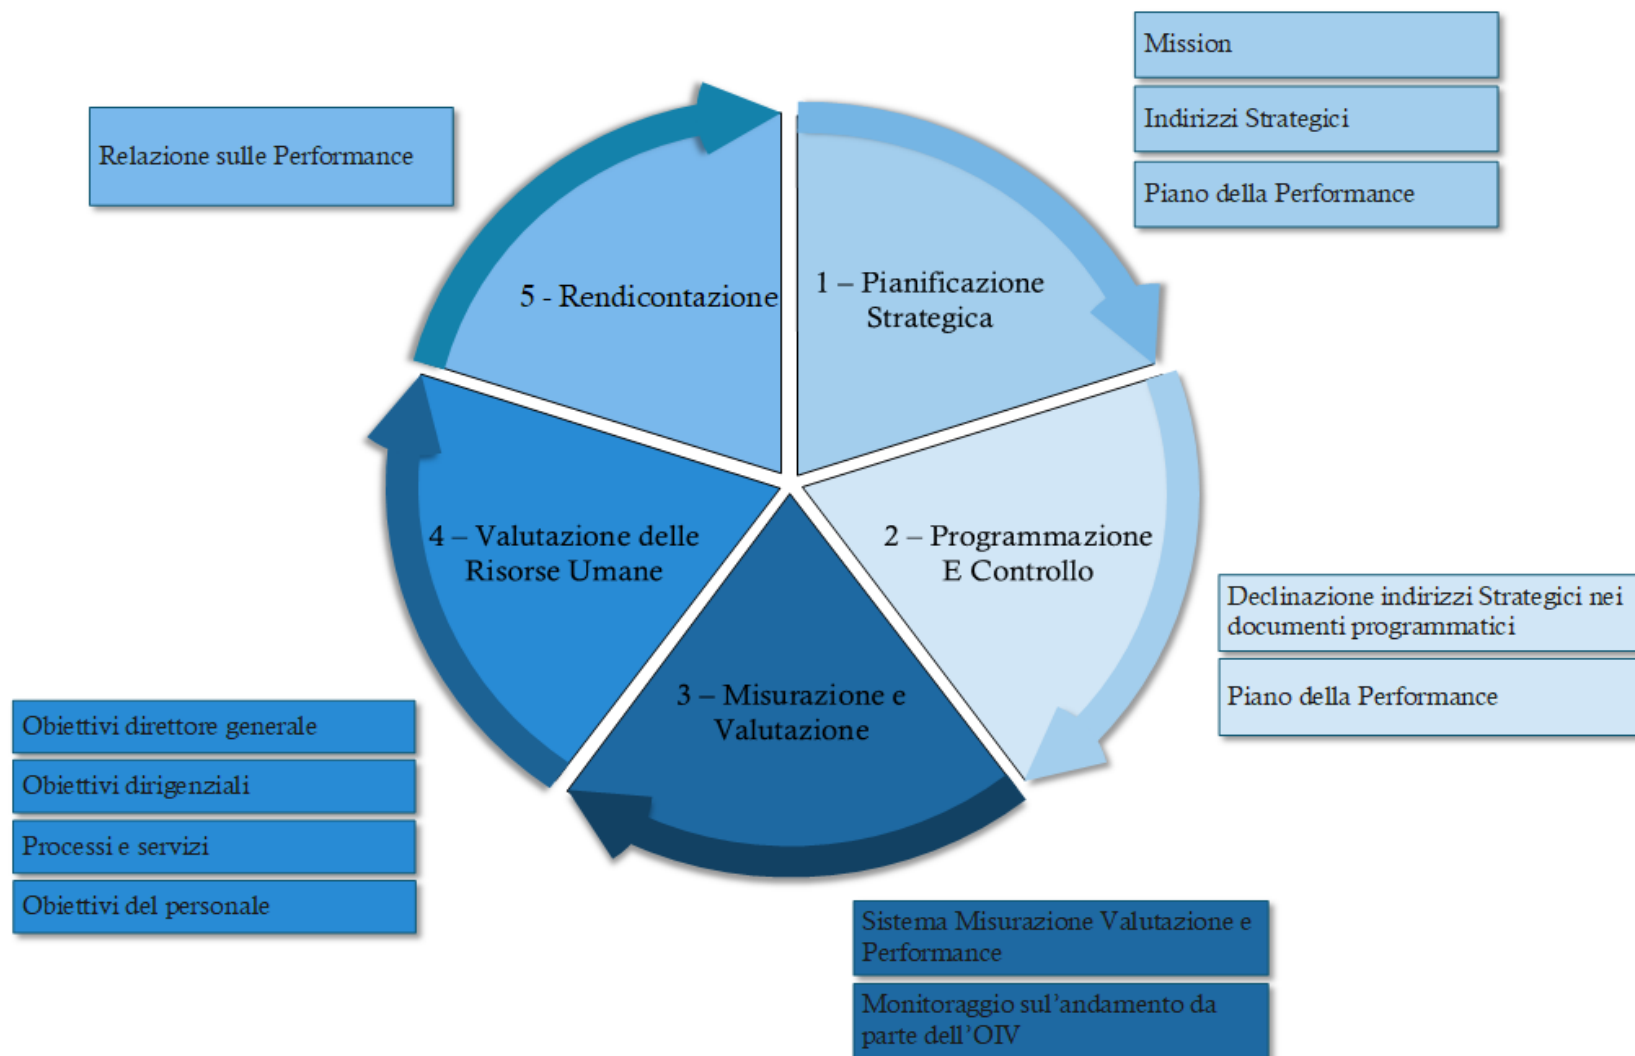 Mission
Indirizzi Strategici
Piano della Performance
Relazione sulle Performance
1 – Pianificazione
Strategica
5 - Rendicontazione
2 – Programmazione
E Controllo
4 – Valutazione delle
Risorse Umane
3 – Misurazione e
Valutazione
Declinazione indirizzi Strategici nei
documenti programmatici
Piano della Performance
Obiettivi direttore generale
Obiettivi dirigenziali
Processi e servizi
Obiettivi del personale
Sistema Misurazione Valutazione e
Performance
Monitoraggio sull'andamento da
parte dell'OIV